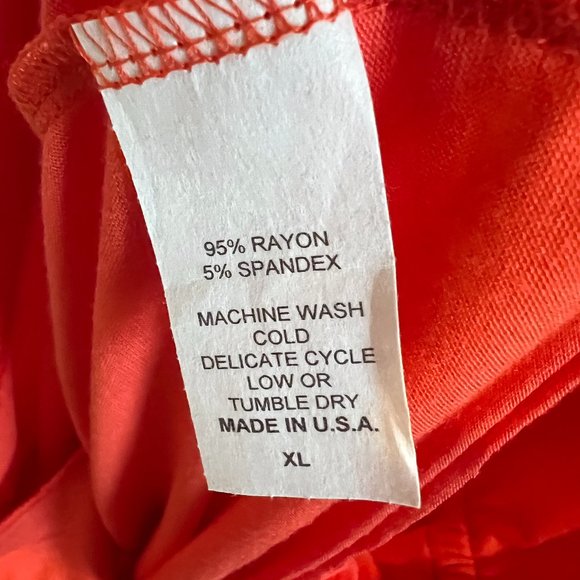 95% RAYON
5% SPANDEX
MACHINE WASH
COLD
DELICATE CYCLE
LOW OR
TUMBLE DRY
MADE IN U.S.A.
XL